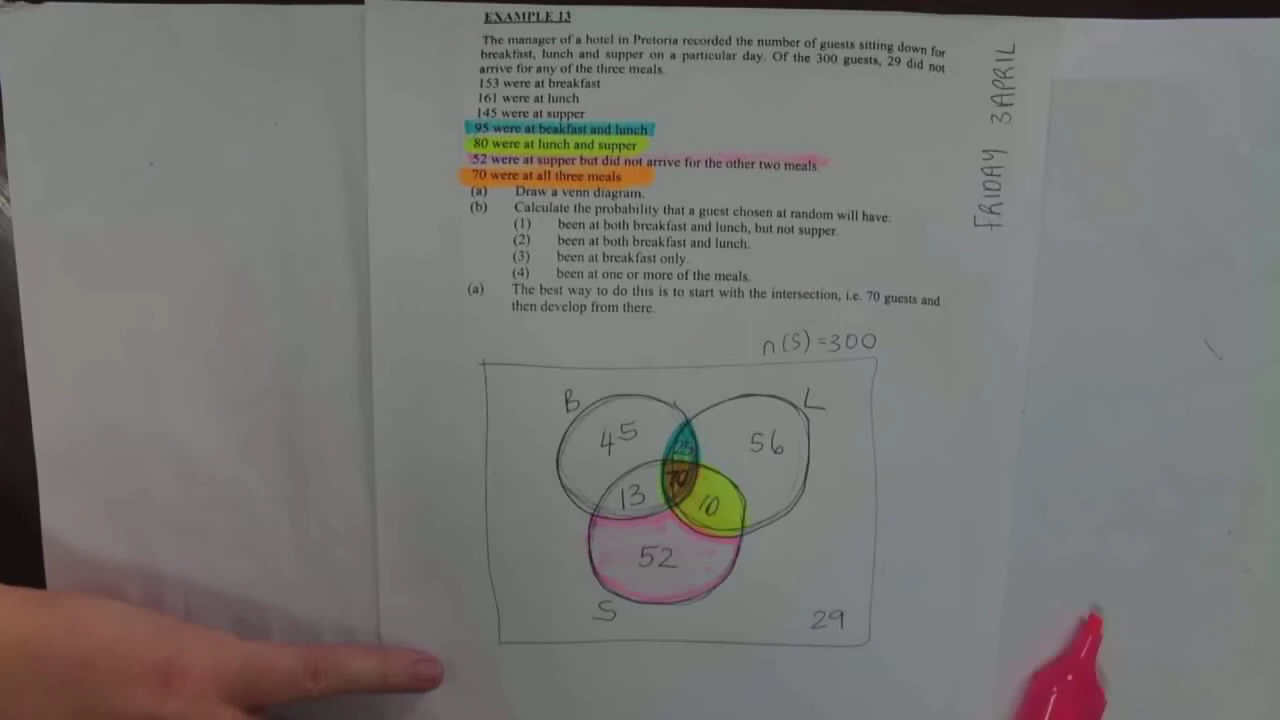 EXAMPLE 13
The manager of a hotel in Pretoria recorded the number of guests sitting down for
breakfast, lunch and supper on a particular day. Of the 300 guests, 29 did not
arrive for any of the three meals.
153 were at breakfast
161 were at lunch
145 were at supper
95 were at beakfast and lunch
80 were at lunch and supper
52 were at supper but did not arrive for the other two meals
70 were at all three meals
(a) Draw a venn diagram.
(b) Calculate the probability that a guest chosen at random will have:
(1) been at both breakfast and lunch, but not supper.
(2) been at both breakfast and lunch.
(3) been at breakfast only.
(4) been at one or more of the meals.
(a) The best way to do this is to start with the intersection, i.e. 70 guests and
then develop from there.
FRIDAY 3APRIL
n(S)=300
B
L
45
25
56
70
13
10
52
S
29